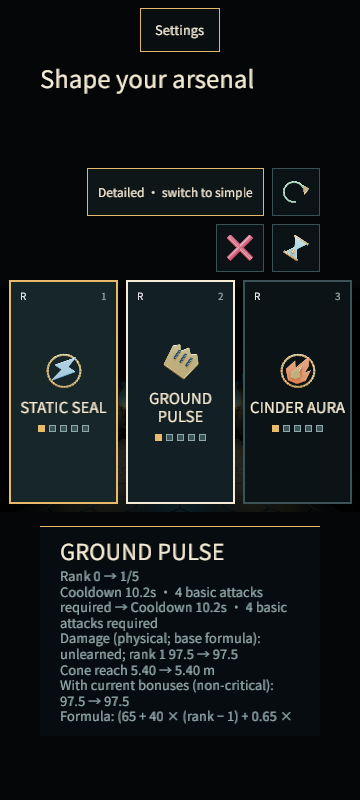 Settings
Shape your arsenal
Detailed • switch to simple
R 1
STATIC SEAL
R 2
GROUND
PULSE
R 3
CINDER AURA
GROUND PULSE
Rank 0 → 1/5
Cooldown 10.2s • 4 basic attacks
required → Cooldown 10.2s • 4 basic
attacks required
Damage (physical; base formula):
unlearned; rank 1 97.5 → 97.5
Cone reach 5.40 → 5.40 m
With current bonuses (non-critical):
97.5 → 97.5
Formula: (65 + 40 × (rank − 1) + 0.65 ×